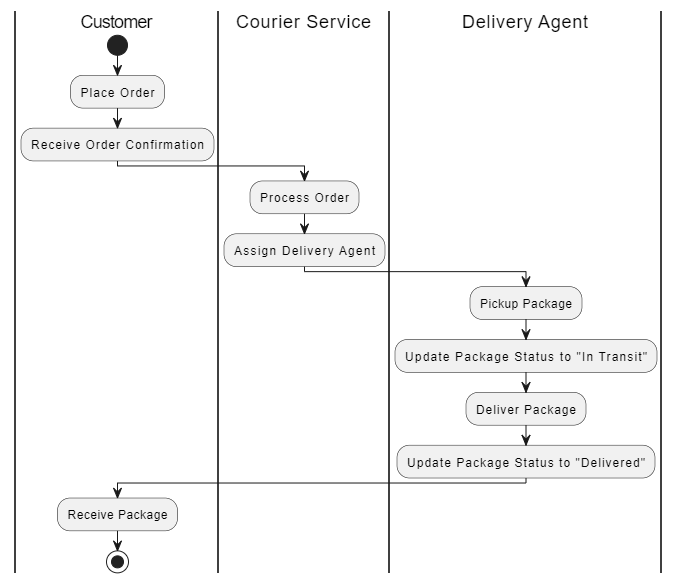 Customer
Courier Service
Delivery Agent
Place Order
Receive Order Confirmation
Process Order
Assign Delivery Agent
Pickup Package
Update Package Status to "In Transit"
Deliver Package
Update Package Status to "Delivered"
Receive Package